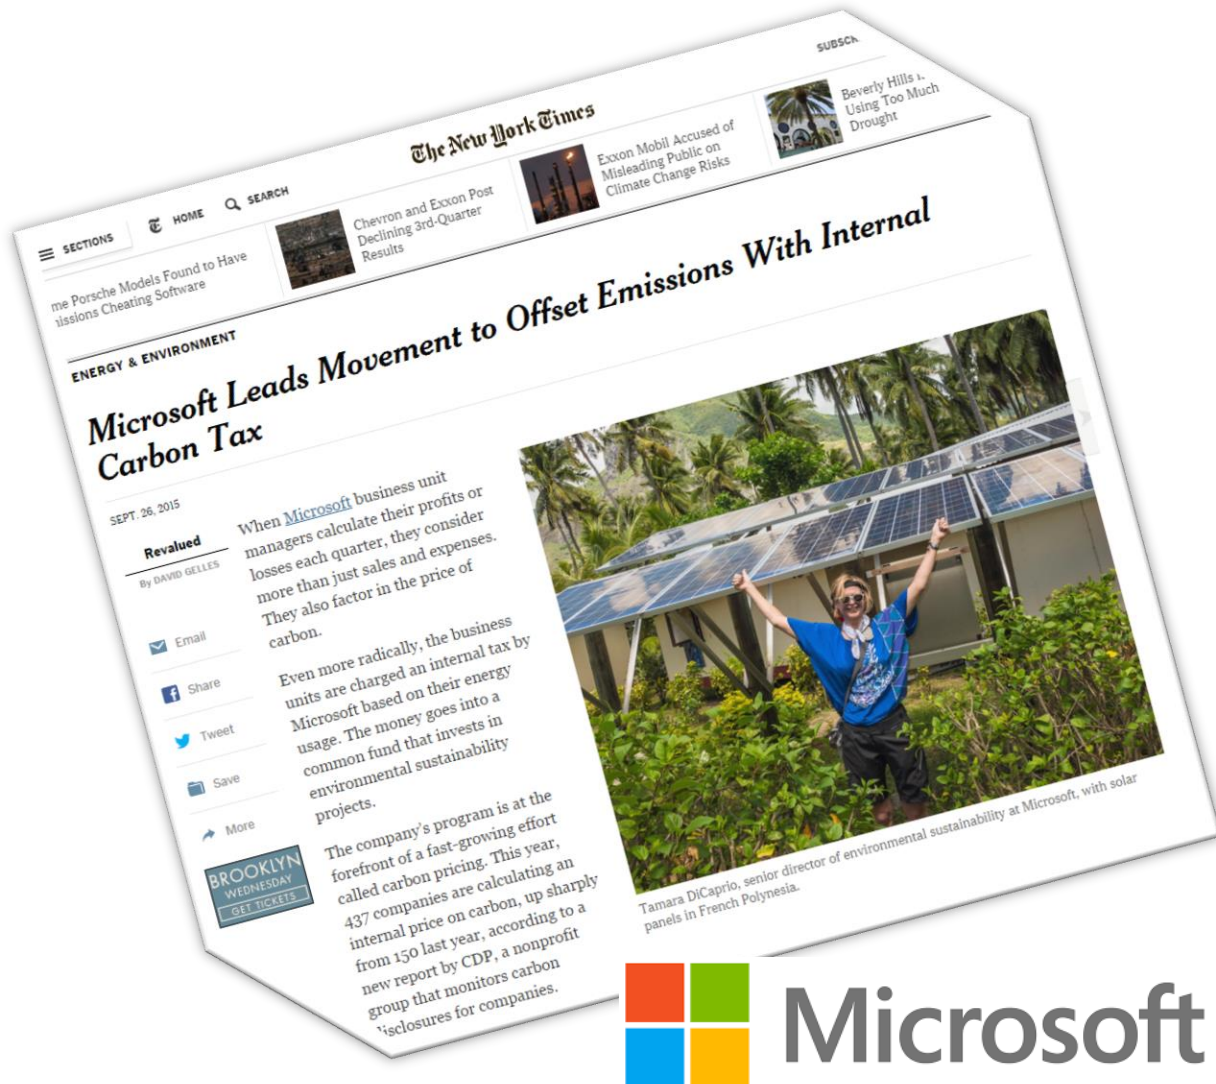 SUBSC
The New York Times
SECTIONS
HOME
SEARCH
me Porsche Models Found to Have
issions Cheating Software
Chevron and Exxon Post
Declining 3rd-Quarter
Results
Exxon Mobil Accused of
Misleading Public on
Climate Change Risks
Beverly Hills
Using Too Much
Drought
ENERGY & ENVIRONMENT
Microsoft Leads Movement to Offset Emissions With Internal
Carbon Tax
SEPT. 26, 2015
Revalued
By DAVID GELLES
Email
Share
Tweet
Save
More
BROOKLYN
WEDNESDAY
GET TICKETS
When Microsoft business unit
managers calculate their profits or
losses each quarter, they consider
more than just sales and expenses.
They also factor in the price of
carbon.
Even more radically, the business
units are charged an internal tax by
Microsoft based on their energy
usage. The money goes into a
common fund that invests in
environmental sustainability
projects.
The company's program is at the
forefront of a fast-growing effort
called carbon pricing. This year,
437 companies are calculating an
internal price on carbon, up sharply
from 150 last year, according to a
new report by CDP, a nonprofit
group that monitors carbon
disclosures for companies.
Tamara DiCaprio, senior director of environmental sustainability at Microsoft, with solar
panels in French Polynesia.
Microsoft